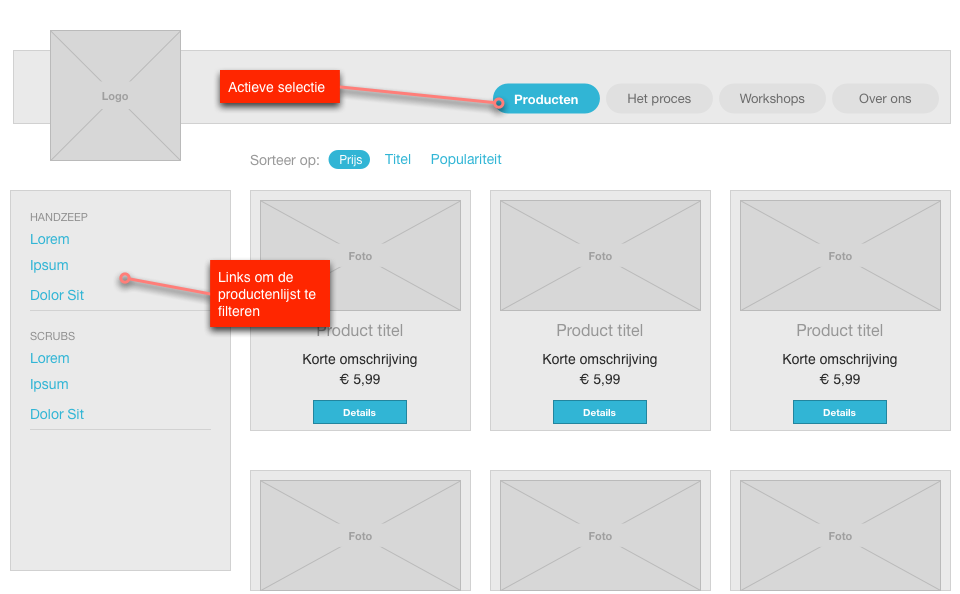 Logo
Actieve selectie
Producten
Het proces
Workshops
Over ons
Sorteer op: Prijs Titel Populariteit
HANDZEEP
Lorem
Ipsum
Dolor Sit
SCRUBS
Lorem
Ipsum
Dolor Sit
Links om de
productenlijst te
filteren
Foto
Product titel
Korte omschrijving
€ 5,99
Details
Foto
Product titel
Korte omschrijving
€ 5,99
Details
Foto
Product titel
Korte omschrijving
€ 5,99
Details
Foto
Foto
Foto